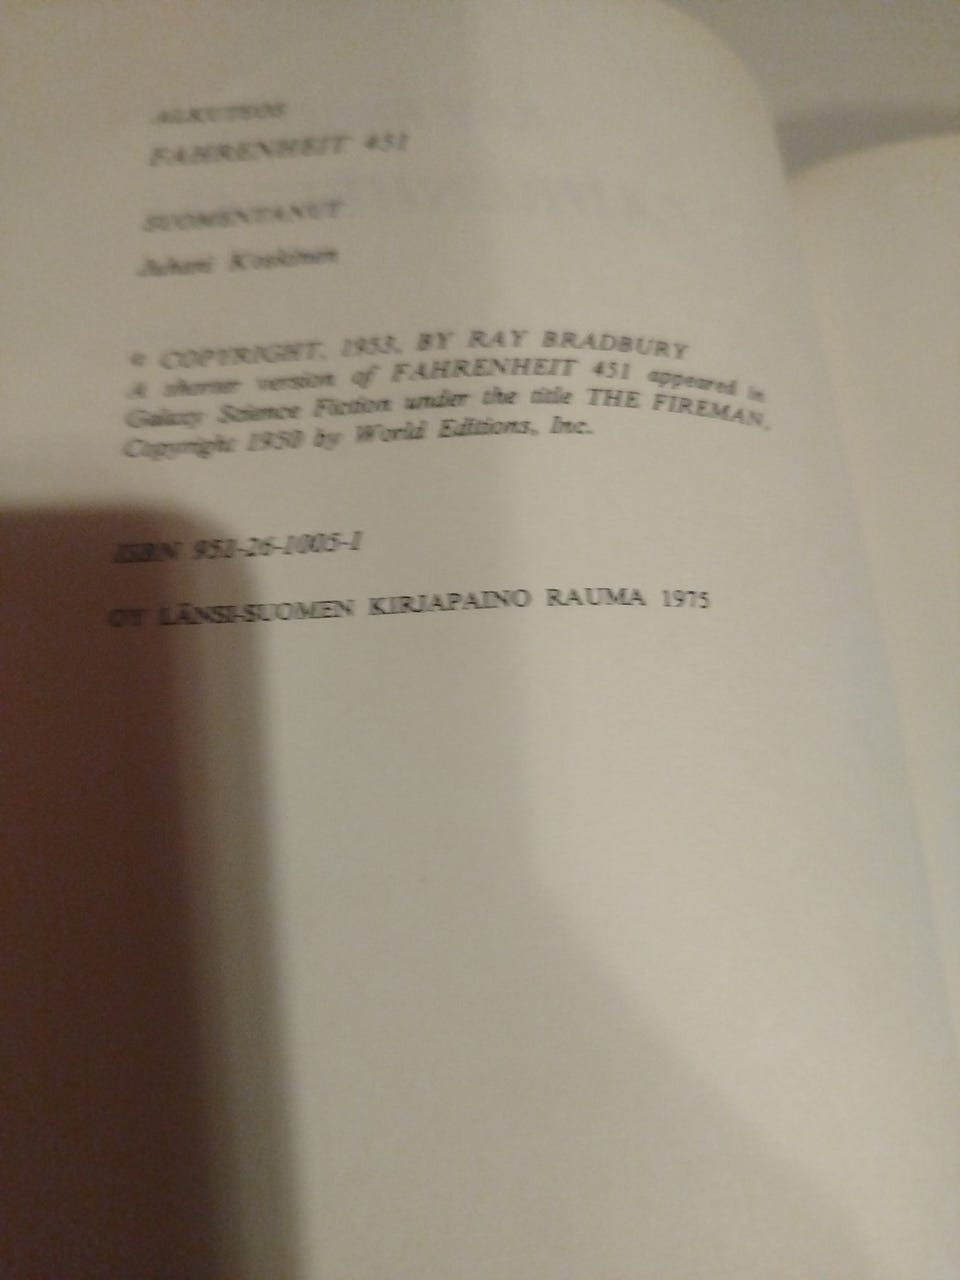 ALKUTEOS
FAHRENHEIT 451
SUOMENTANUT
Juhani Koskinen
© COPYRIGHT, 1953, BY RAY BRADBURY
A shorter version of FAHRENHEIT 451 appeared in
Galaxy Science Fiction under the title THE FIREMAN,
Copyright 1950 by World Editions, Inc.
ISBN 951-26-1005-1
OY LÄNSI-SUOMEN KIRJAPAINO RAUMA 1975